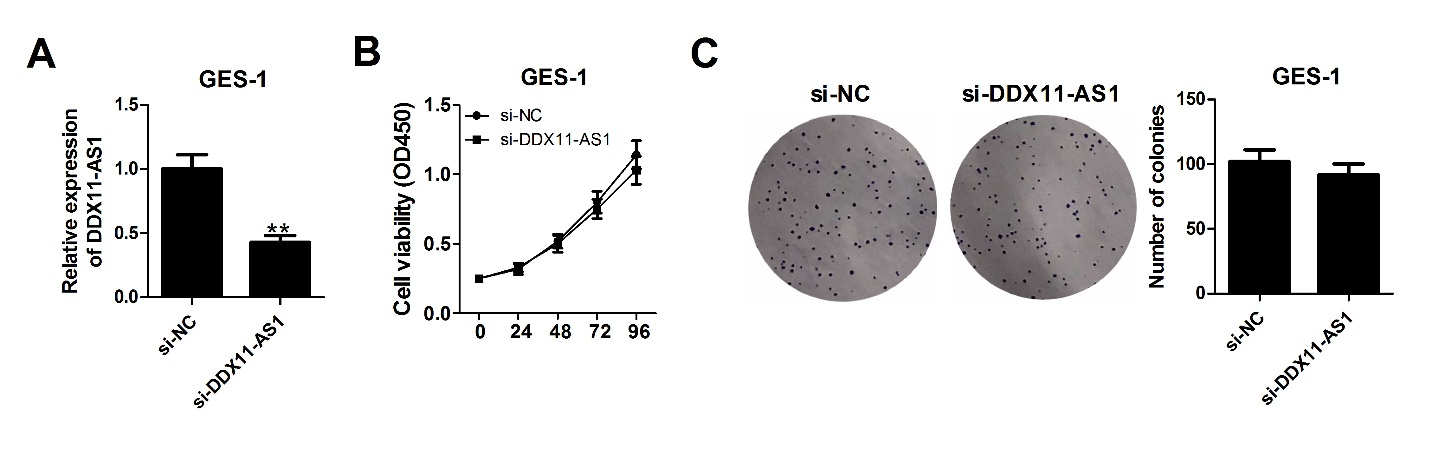 A
GES-1
Relative expression
of DDX11-AS1
1.5
1.0
0.5
0.0
**
si-NC
si-DDX11-AS1
B
GES-1
Cell viability (OD450)
1.5
1.0
0.5
0.0
si-NC
si-DDX11-AS1
0 24 48 72 96
C
si-NC
si-DDX11-AS1
GES-1
Number of colonies
150
100
50
0
si-NC
si-DDX11-AS1